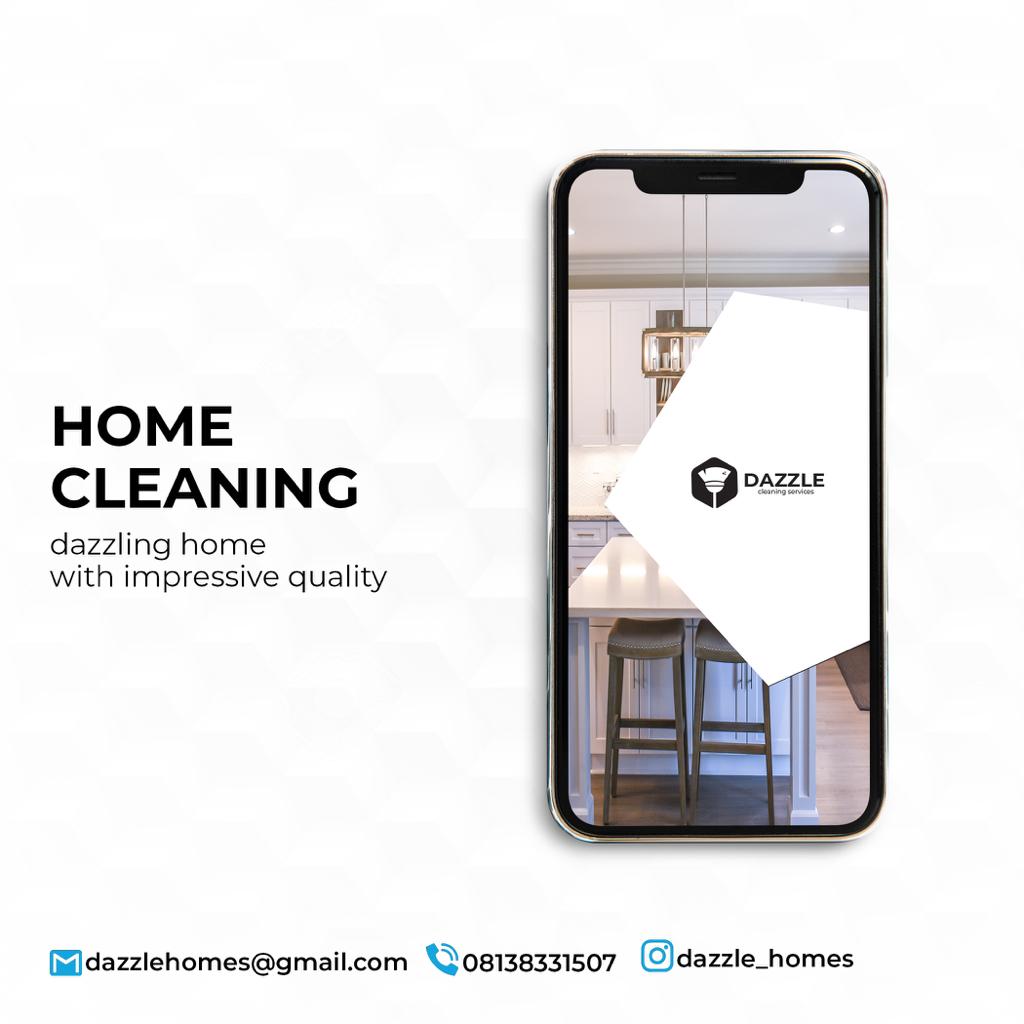 HOME
CLEANING
dazzling home
with impressive quality
DAZZLE
cleaning services
dazzlehomes@gmail.com
08138331507
dazzle_homes